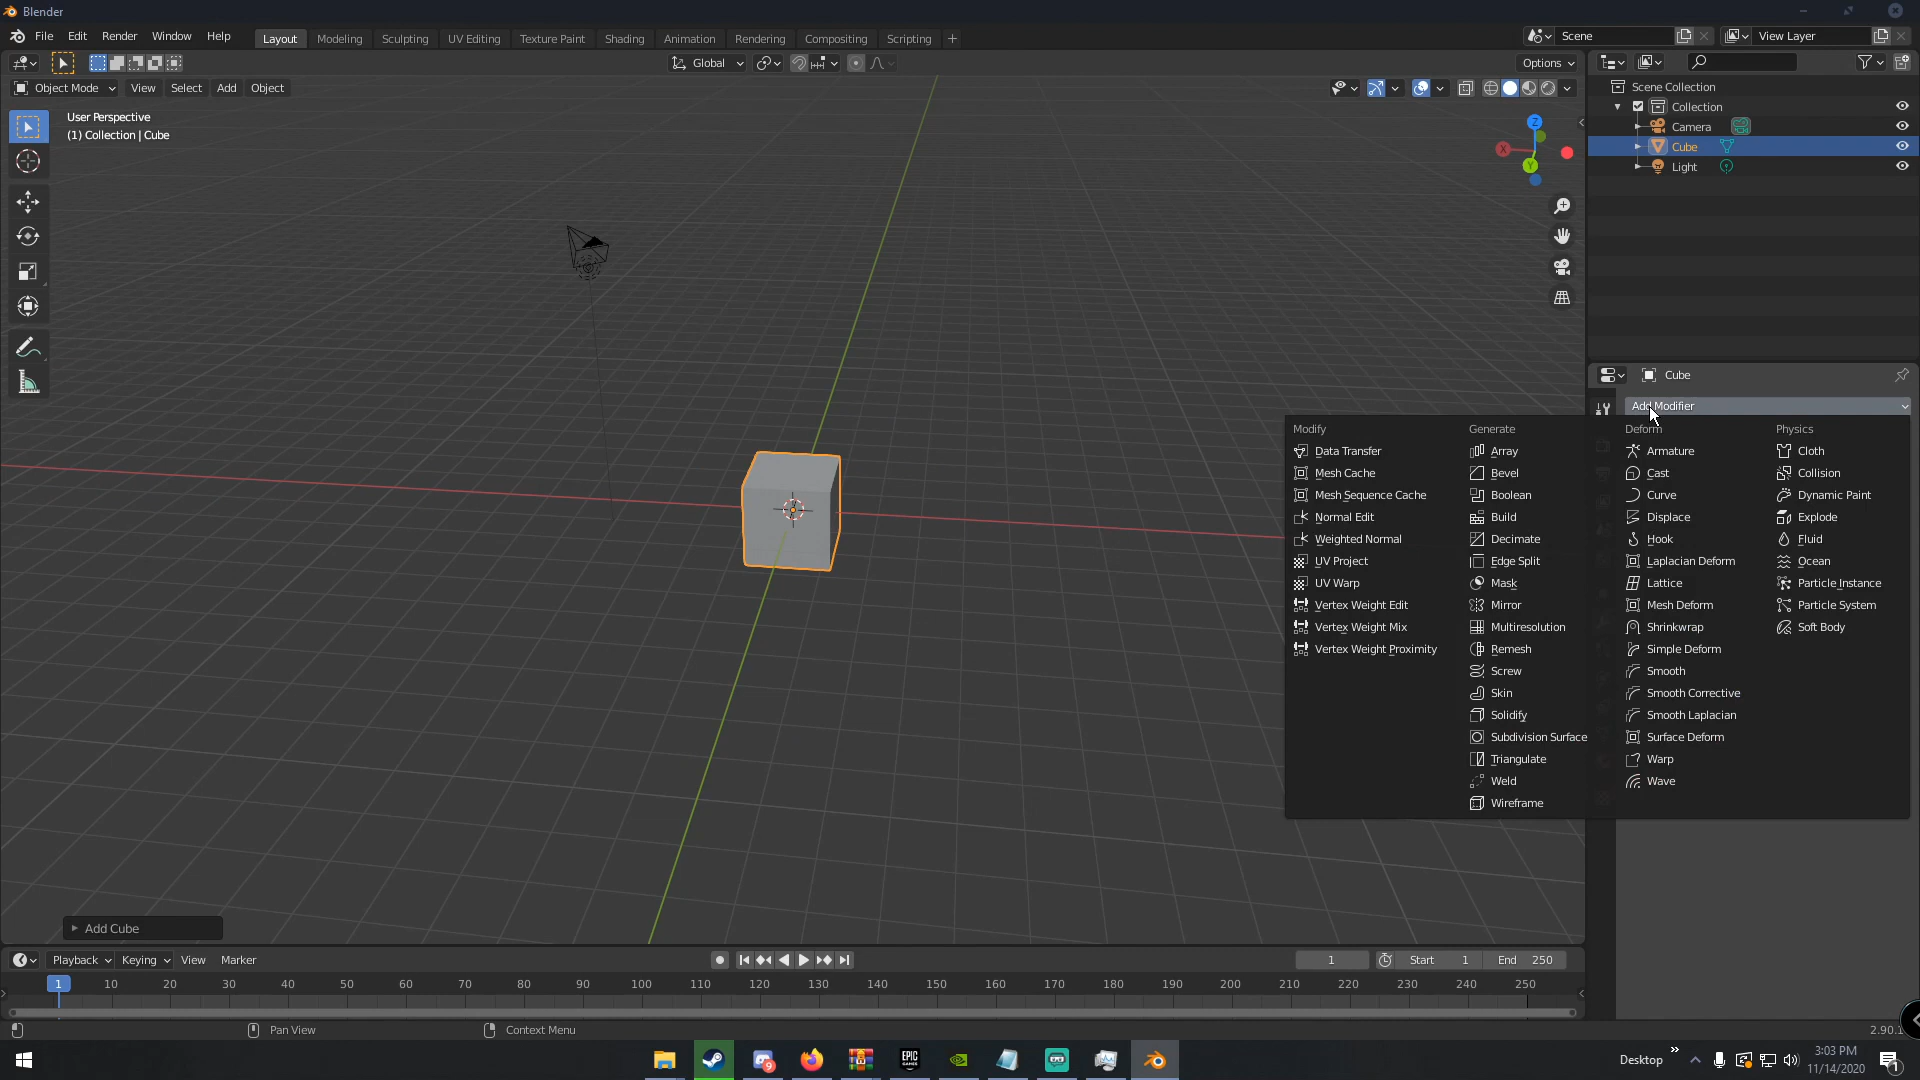 Blender
File Edit Render Window Help
Layout Modeling Sculpting UV Editing Texture Paint Shading Animation Rendering Compositing Scripting +
Scene
View Layer
Global
Options
Object Mode View Select Add Object
User Perspective
(1) Collection | Cube
Z
X
Y
Scene Collection
Collection
Camera
Cube
Light
Cube
Add Modifier
Modify
Data Transfer
Mesh Cache
Mesh Sequence Cache
Normal Edit
Weighted Normal
UV Project
UV Warp
Vertex Weight Edit
Vertex Weight Mix
Vertex Weight Proximity
Generate
Array
Bevel
Boolean
Build
Decimate
Edge Split
Mask
Mirror
Multiresolution
Remesh
Screw
Skin
Solidify
Subdivision Surface
Triangulate
Weld
Wireframe
Deform
Armature
Cast
Curve
Displace
Hook
Laplacian Deform
Lattice
Mesh Deform
Shrinkwrap
Simple Deform
Smooth
Smooth Corrective
Smooth Laplacian
Surface Deform
Warp
Wave
Physics
Cloth
Collision
Dynamic Paint
Explode
Fluid
Ocean
Particle Instance
Particle System
Soft Body
Add Cube
Playback Keying View Marker
1 Start 1 End 250
1 10 20 30 40 50 60 70 80 90 100 110 120 130 140 150 160 170 180 190 200 210 220 230 240 250
Pan View
Context Menu
2.90.1
EPIC GAMES
9
Desktop
3:03 PM
11/14/2020
1